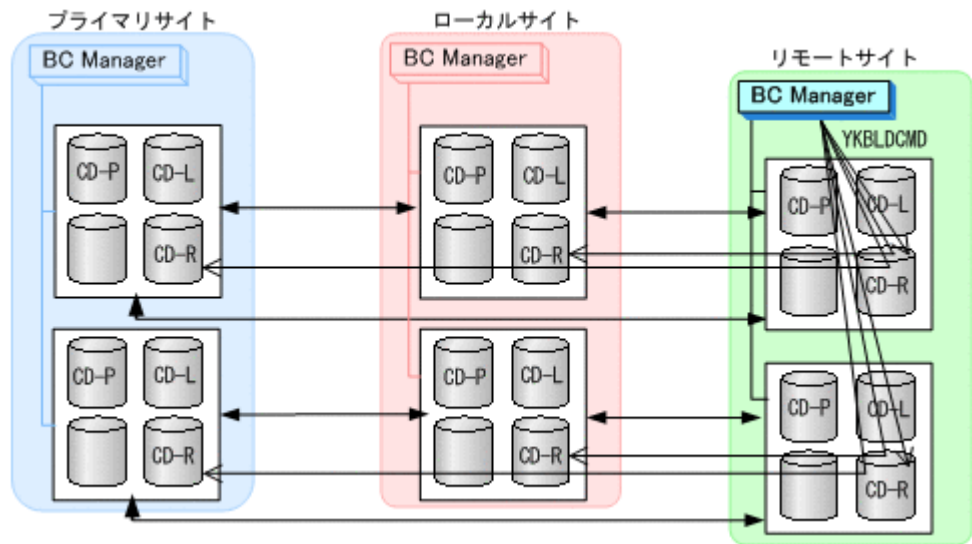 プライマリサイト
ローカルサイト
リモートサイト
BC Manager
BC Manager
BC Manager
YKBLDCMD
CD-P
CD-L
CD-R
CD-P
CD-L
CD-R
CD-P
CD-L
CD-R
CD-P
CD-L
CD-R
CD-P
CD-L
CD-R
CD-P
CD-L
CD-R